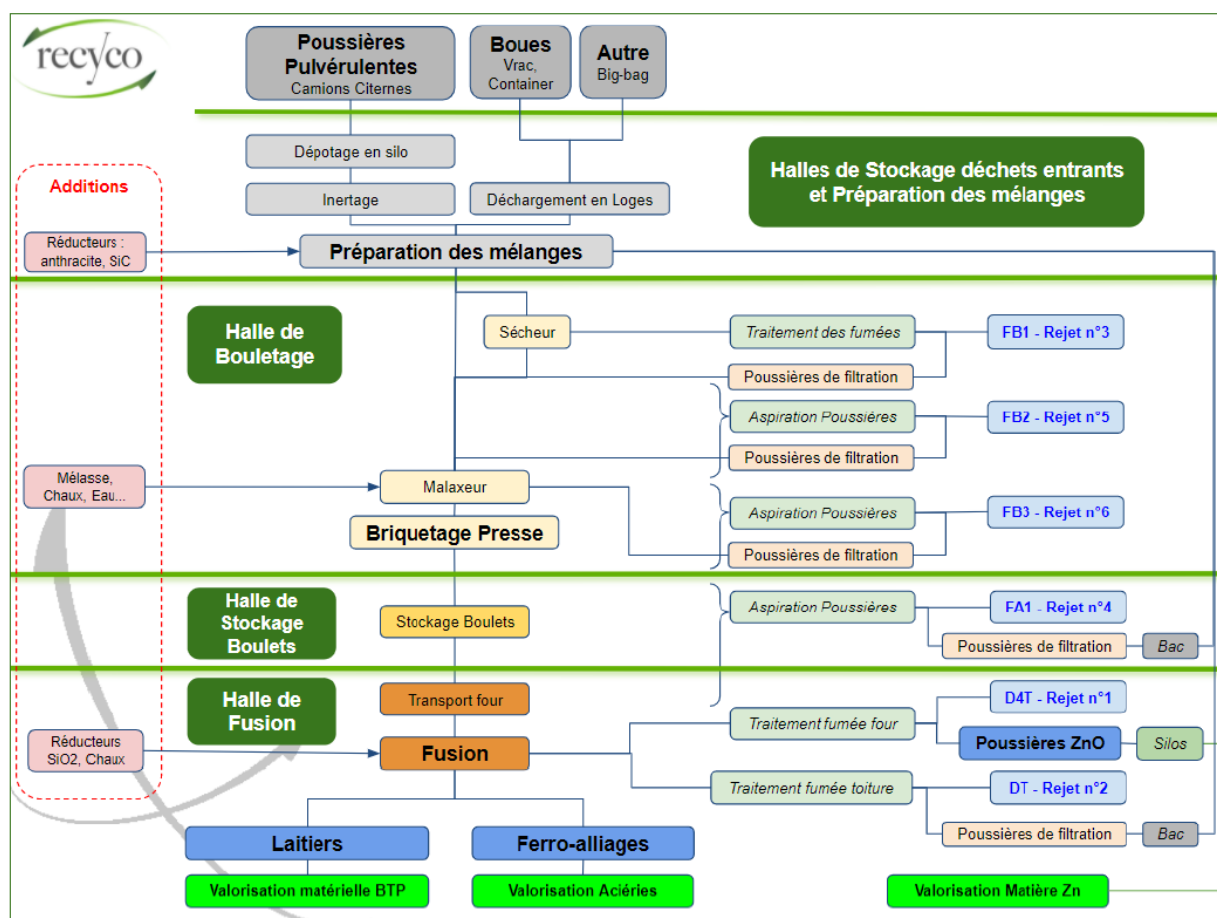 recyco
Poussières
Pulvérulentes
Camions Citernes
Boues
Vrac,
Container
Autre
Big-bag
Dépotage en silo
Halles de Stockage déchets entrants
et Préparation des mélanges
Additions
Inertage
Déchargement en Loges
Réducteurs :
anthracite, SiC
Préparation des mélanges
Halle de
Bouletage
Sécheur
Traitement des fumées
FB1 - Rejet n°3
Poussières de filtration
Aspiration Poussières
FB2 - Rejet n°5
Poussières de filtration
Mélasse,
Chaux, Eau...
Malaxeur
Aspiration Poussières
FB3 - Rejet n°6
Briquetage Presse
Poussières de filtration
Halle de
Stockage
Boulets
Stockage Boulets
Aspiration Poussières
FA1 - Rejet n°4
Poussières de filtration
Bac
Halle de
Fusion
Transport four
D4T - Rejet n°1
Traitement fumée four
Réducteurs
SiO2, Chaux
Fusion
Poussières ZnO
Silos
Traitement fumée toiture
DT - Rejet n°2
Laitiers
Ferro-alliages
Poussières de filtration
Bac
Valorisation matérielle BTP
Valorisation Aciéries
Valorisation Matière Zn